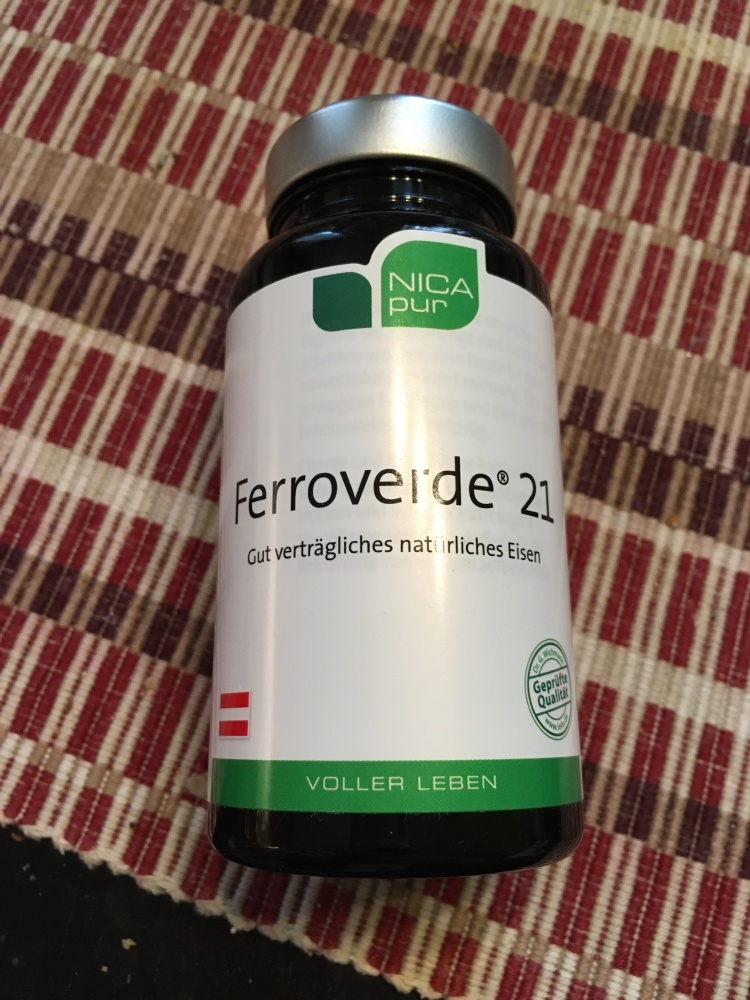 NICA
pur
Ferroverde® 21
Gut verträgliches natürliches Eisen
Geprüfte
Qualität
VOLLER LEBEN